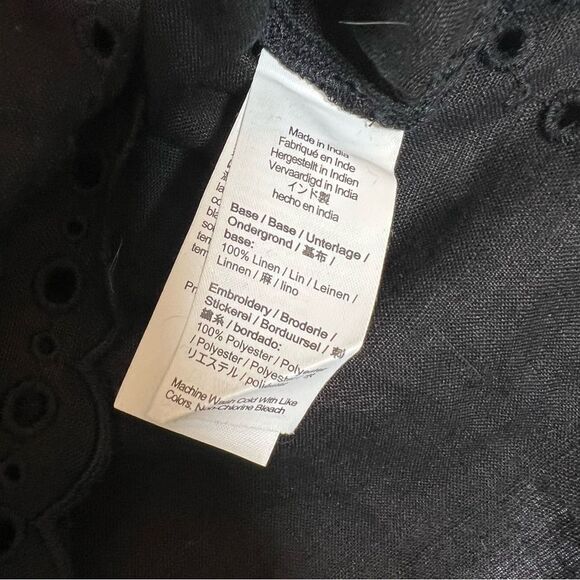 Made in India
Fabriqué en Inde
Hergestellt in Indien
Vervaardigd in India
インド製
hecho en india
Base / Base / Unterlage /
Ondergrond / 基布 /
base:
100% Linen / Lin / Leinen /
Linnen / 麻 / lino
Embroidery / Broderie /
Stickerei / Borduursel / 刺
繍糸 / bordado:
100% Polyester / Polyester
/ Polyester / Polyester
リエステル /
Machine Wash Cold With Like
Colors, Non-Chlorine Bleach